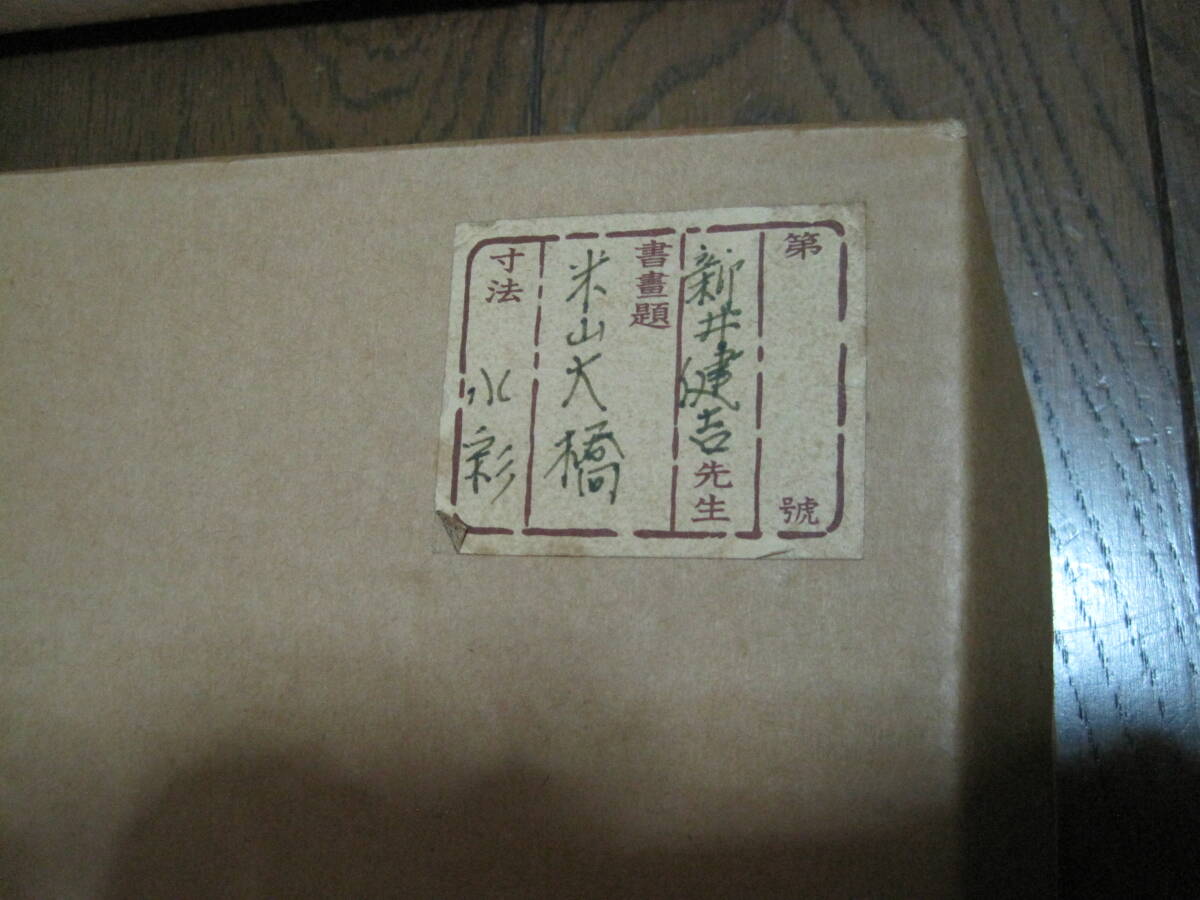 第　　號
新井健吉先生
書畫題
米山大橋
寸法　水彩